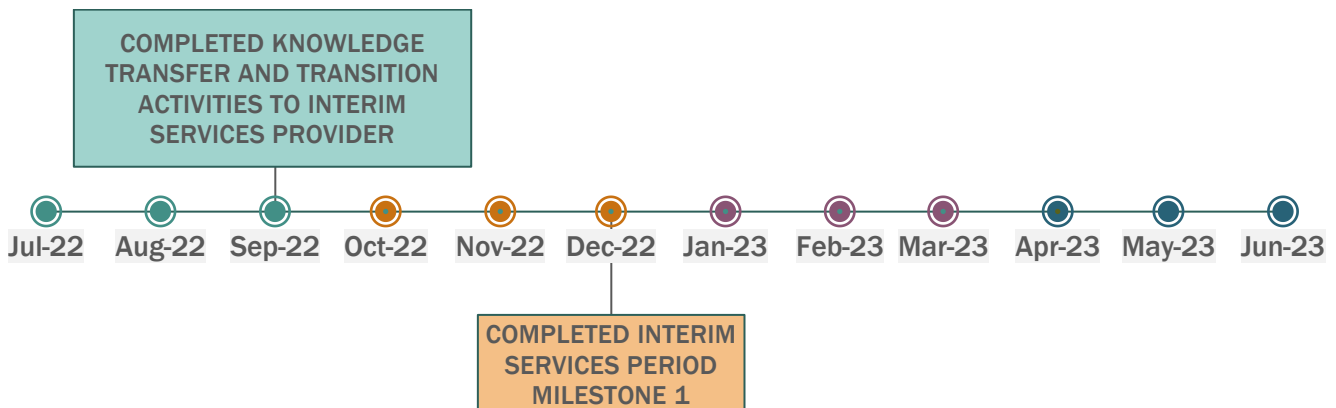 COMPLETED KNOWLEDGE
TRANSFER AND TRANSITION
ACTIVITIES TO INTERIM
SERVICES PROVIDER
Jul-22 Aug-22 Sep-22 Oct-22 Nov-22 Dec-22 Jan-23 Feb-23 Mar-23 Apr-23 May-23 Jun-23
COMPLETED INTERIM
SERVICES PERIOD
MILESTONE 1